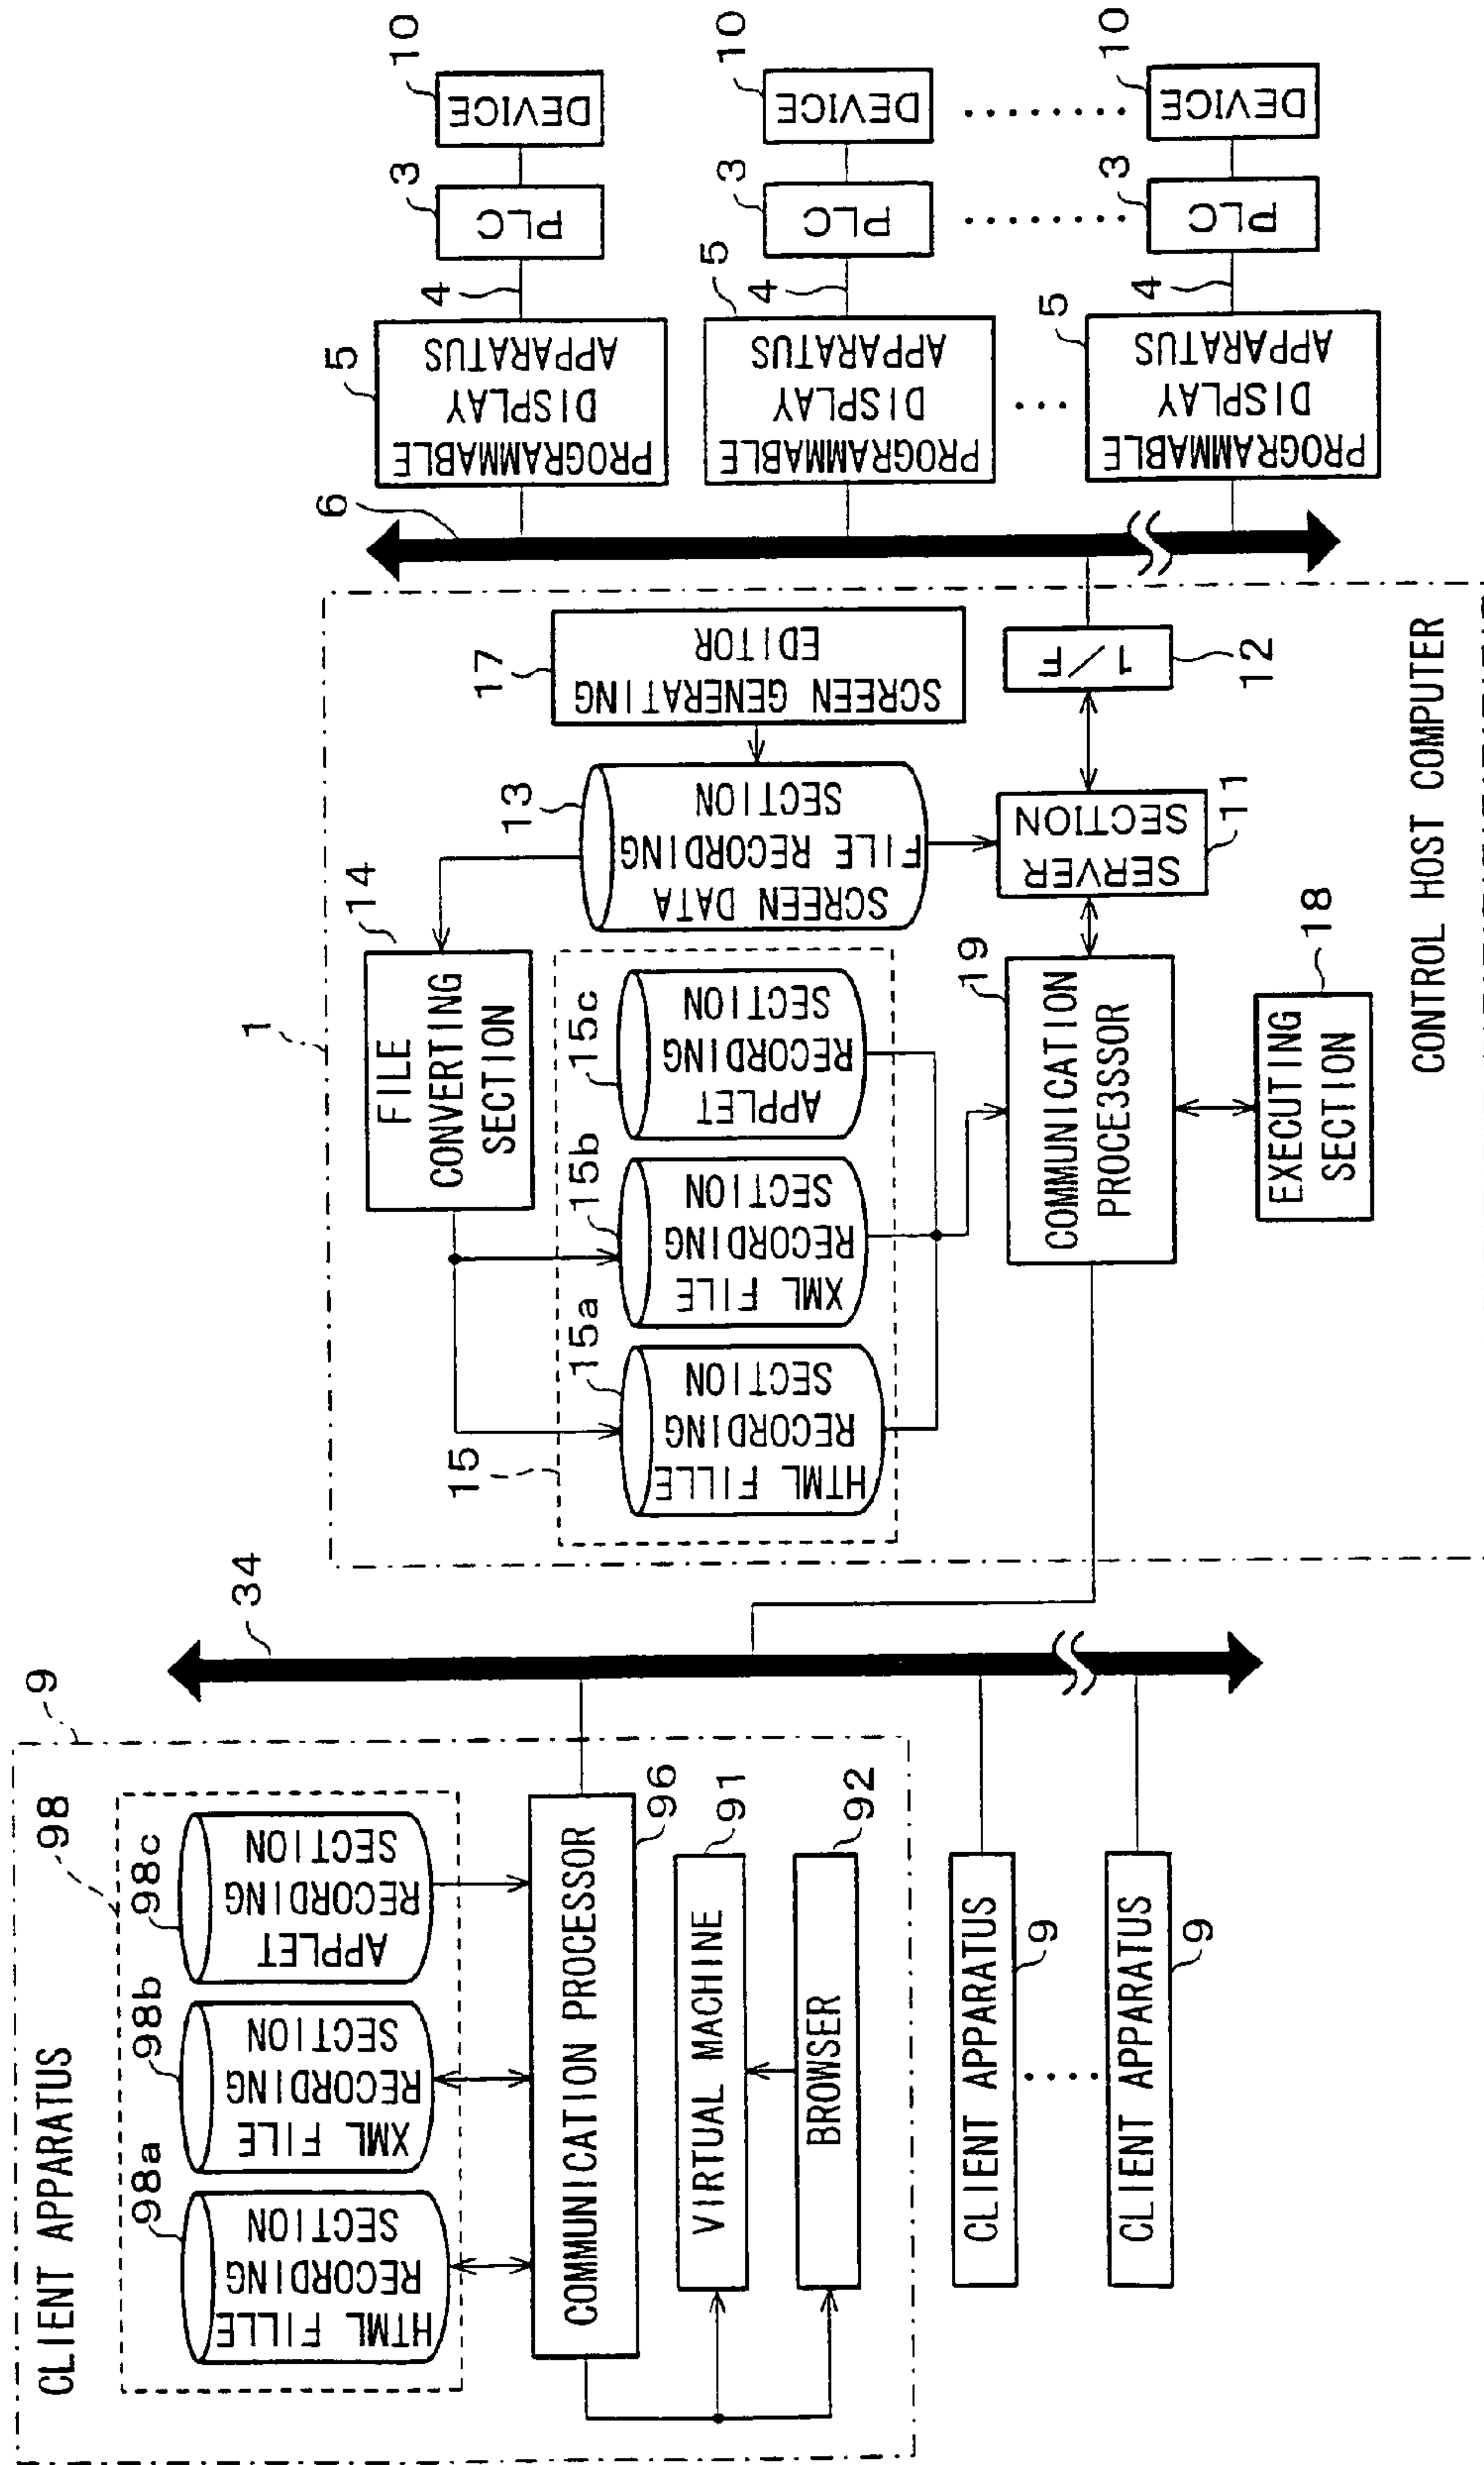 CLIENT APPARATUS
98
9
98a
98b
98c
HTML FILLE
RECORDING
SECTION
XML FILE
RECORDING
SECTION
APPLET
RECORDING
SECTION
COMMUNICATION PROCESSOR
96
VIRTUAL MACHINE
91
BROWSER
92
CLIENT APPARATUS
9
CLIENT APPARATUS
9
34
1
14
FILE
CONVERTING
SECTION
15
15a
15b
15c
HTML FILLE
RECORDING
SECTION
XML FILE
RECORDING
SECTION
APPLET
RECORDING
SECTION
13
SCREEN DATA
FILE RECORDING
SECTION
17
SCREEN GENERATING
EDITOR
19
COMMUNICATION
PROCE3SSOR
SERVER
SECTION
11
1/F
12
EXECUTING
SECTION
18
CONTROL HOST COMPUTER
6
5
PROGRAMMABLE
DISPLAY
APPARATUS
4
3
PLC
10
DEVICE
5
PROGRAMMABLE
DISPLAY
APPARATUS
4
3
PLC
10
DEVICE
5
PROGRAMMABLE
DISPLAY
APPARATUS
4
3
PLC
10
DEVICE